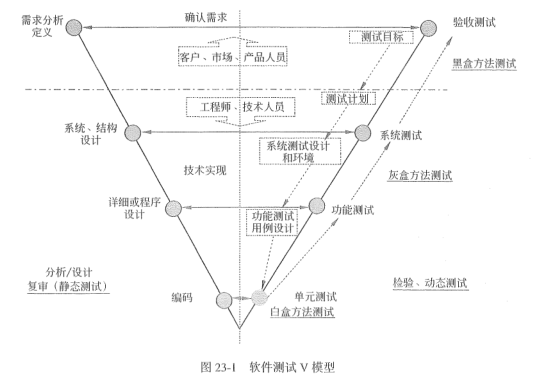 需求分析
定义
确认需求
验收测试
测试目标
客户、市场、产品人员
黑盒方法测试
测试计划
工程师、技术人员
系统、结构
设计
系统测试设计
和环境
系统测试
技术实现
灰盒方法测试
详细或程序
设计
功能测试
功能测试
用例设计
分析/设计
复审（静态测试）
检验、动态测试
编码
单元测试
白盒方法测试
图 23-1 软件测试 V 模型